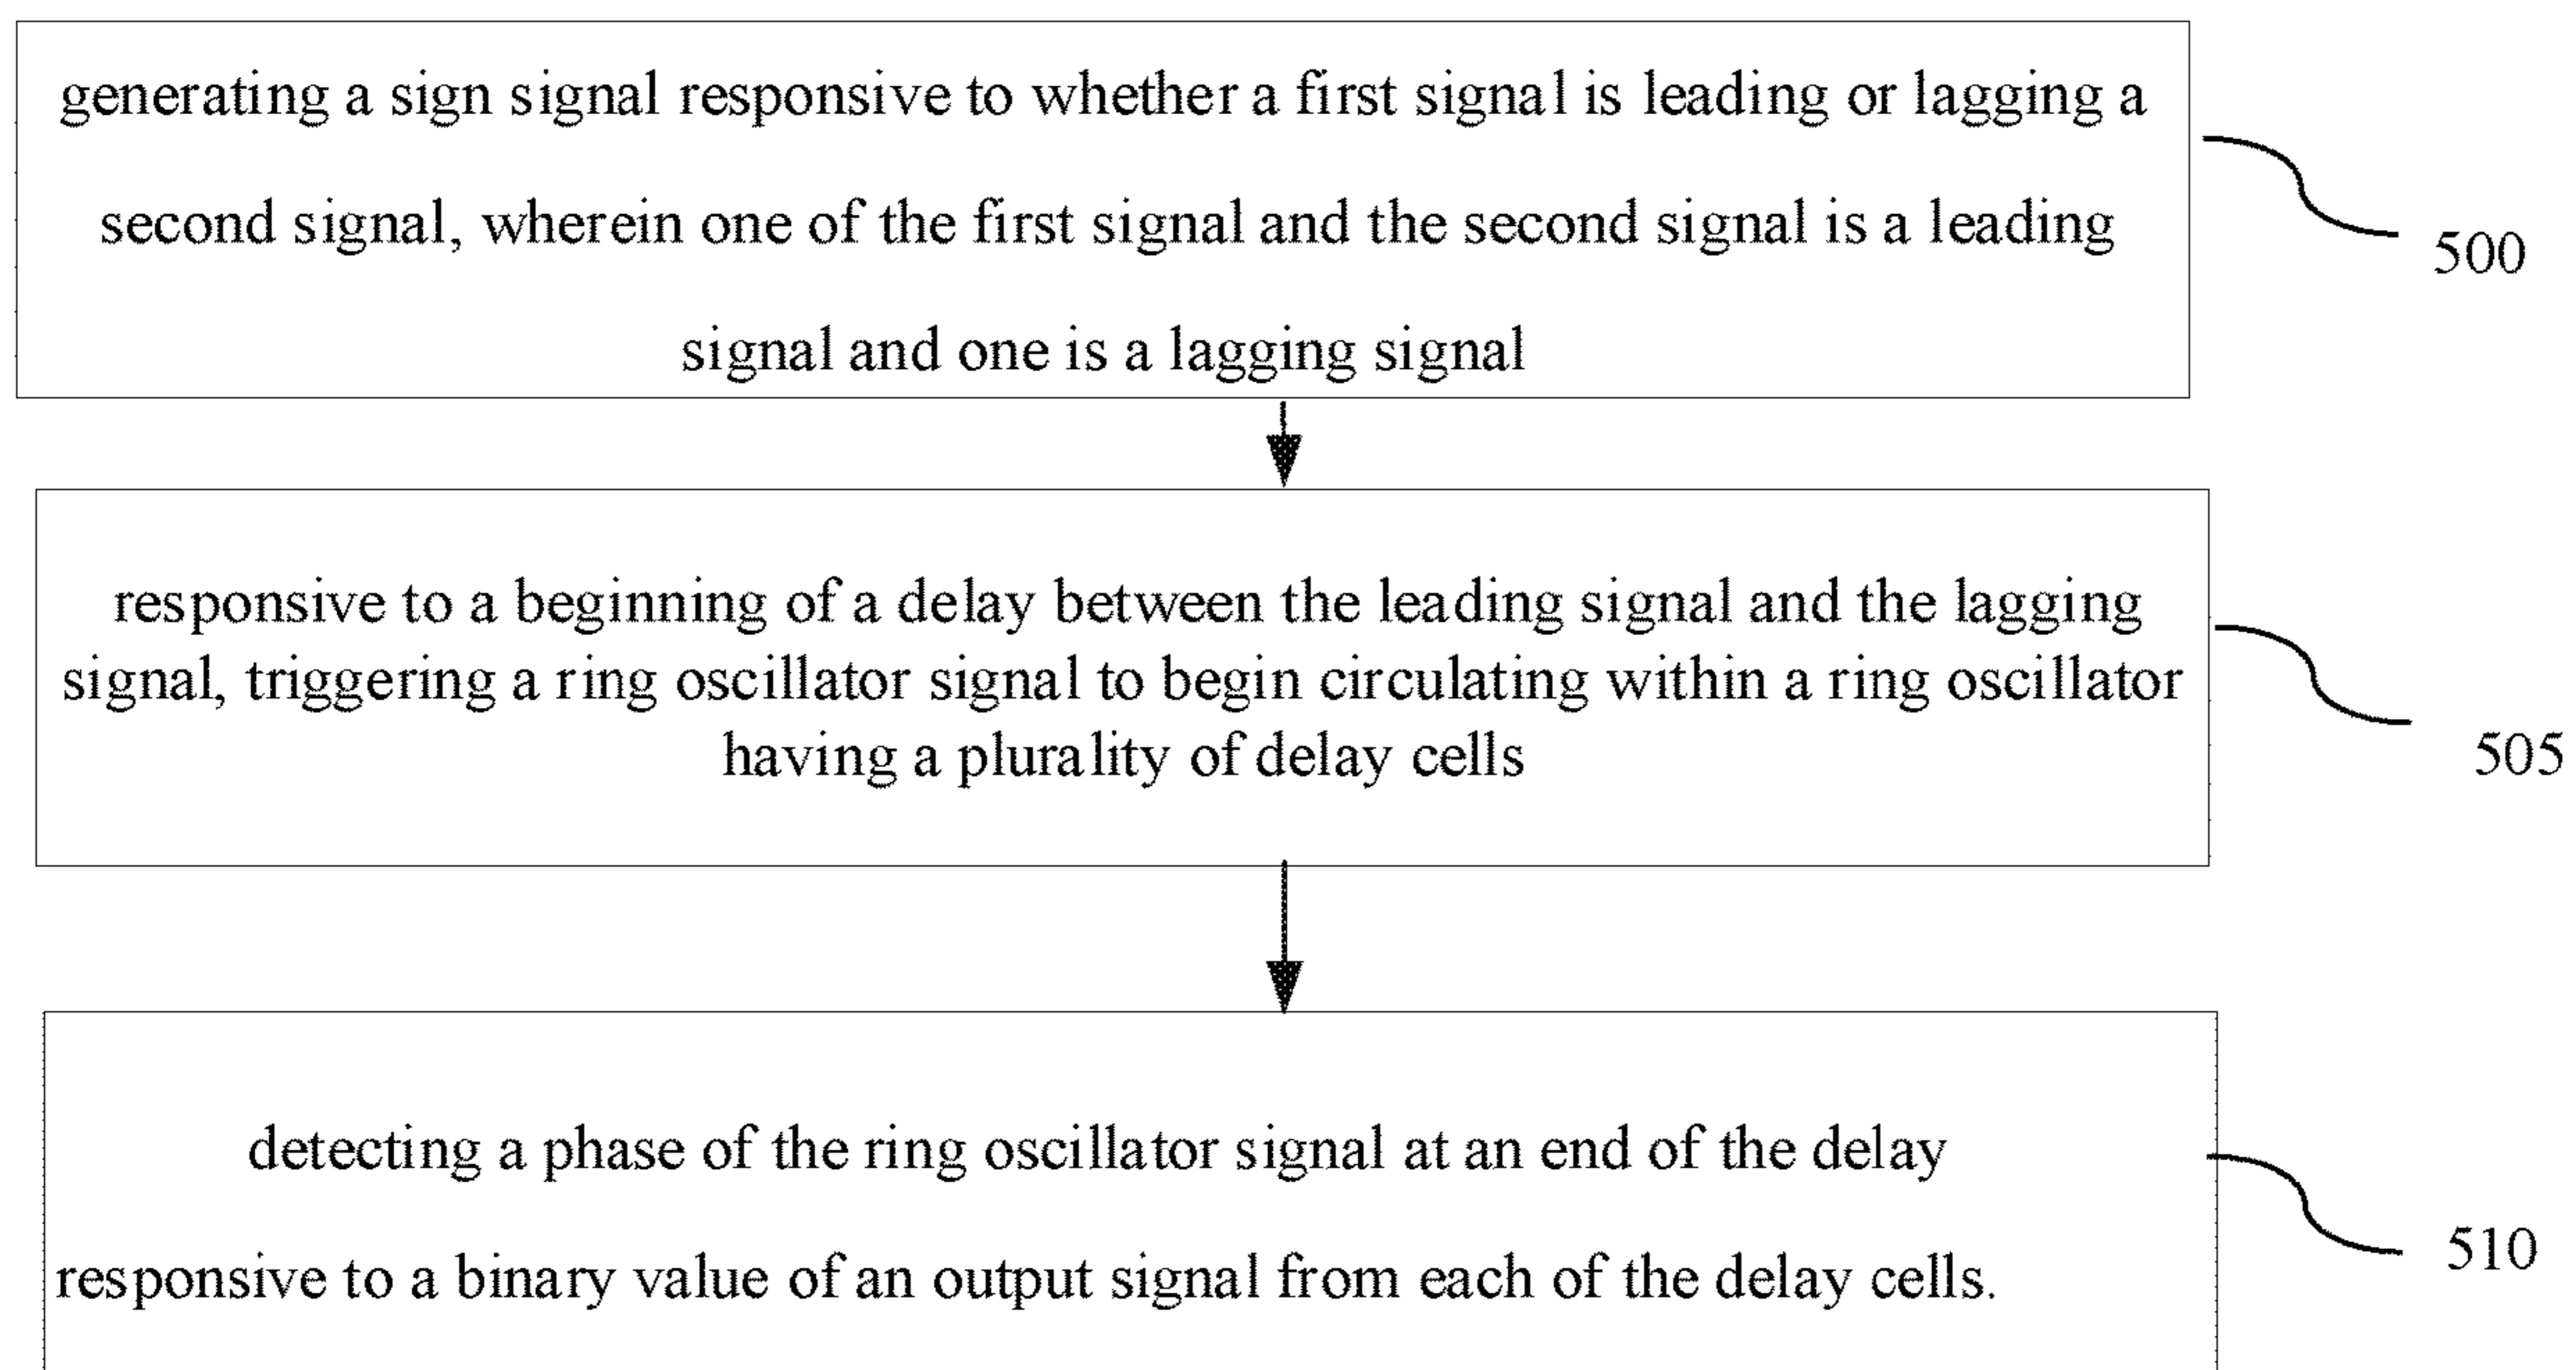 generating a sign signal responsive to whether a first signal is leading or lagging a
second signal, wherein one of the first signal and the second signal is a leading
signal and one is a lagging signal
500
responsive to a beginning of a delay between the leading signal and the lagging
signal, triggering a ring oscillator signal to begin circulating within a ring oscillator
having a plurality of delay cells
505
detecting a phase of the ring oscillator signal at an end of the delay
responsive to a binary value of an output signal from each of the delay cells.
510